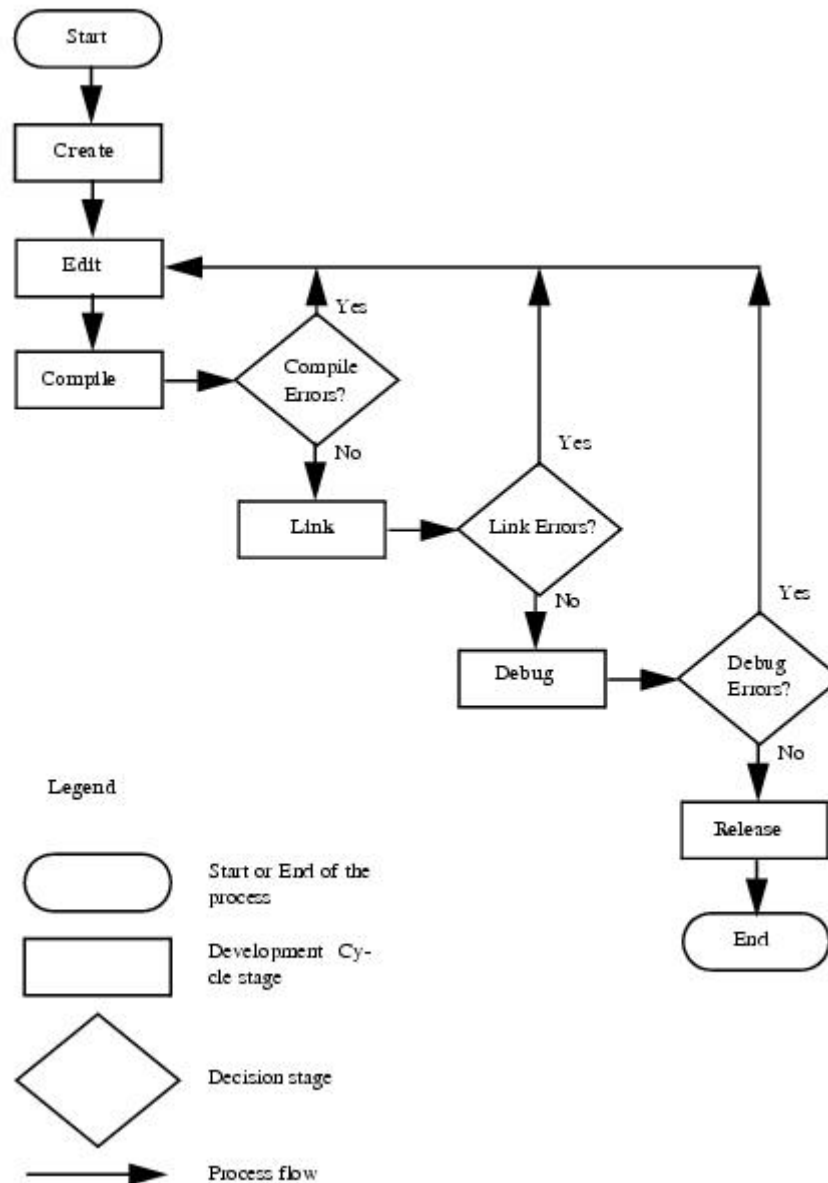 Start
Create
Edit
Yes
Compile
Compile
Errors?
No
Yes
Link
Link Errors?
No
Yes
Debug
Debug
Errors?
No
Legend
Release
Start or End of the
process
End
Development Cy-
cle stage
Decision stage
Process flow